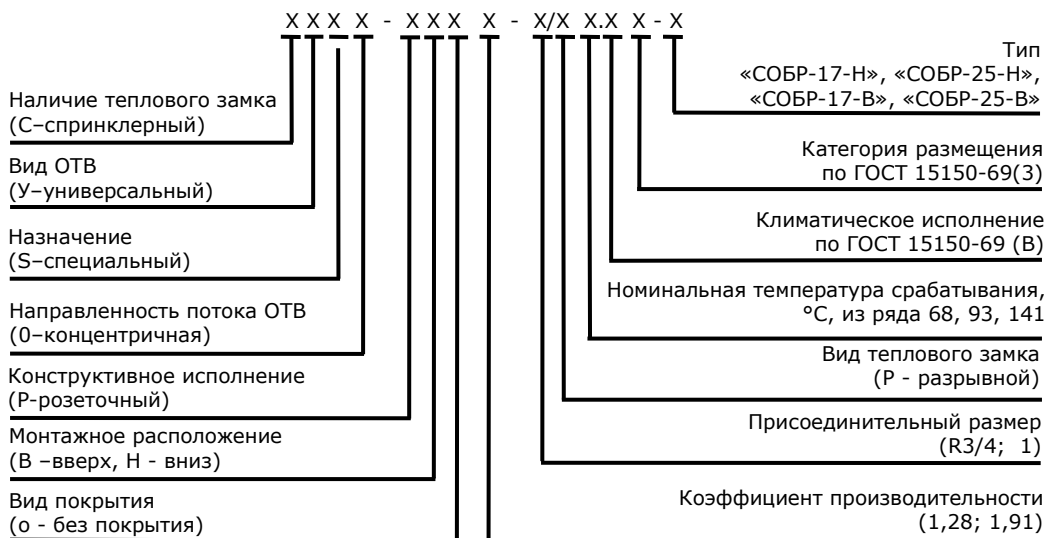 X X X X - X X X X - X/X X.X X - X
Наличие теплового замка
(С–спринклерный)
Вид ОТВ
(У–универсальный)
Назначение
(S–специальный)
Направленность потока ОТВ
(0–концентричная)
Конструктивное исполнение
(Р-розеточный)
Монтажное расположение
(В –вверх, Н - вниз)
Вид покрытия
(о - без покрытия)
Тип
«СОБР-17-Н», «СОБР-25-Н»,
«СОБР-17-В», «СОБР-25-В»
Категория размещения
по ГОСТ 15150-69(3)
Климатическое исполнение
по ГОСТ 15150-69 (В)
Номинальная температура срабатывания,
°С, из ряда 68, 93, 141
Вид теплового замка
(Р - разрывной)
Присоединительный размер
(R3/4; 1)
Коэффициент производительности
(1,28; 1,91)